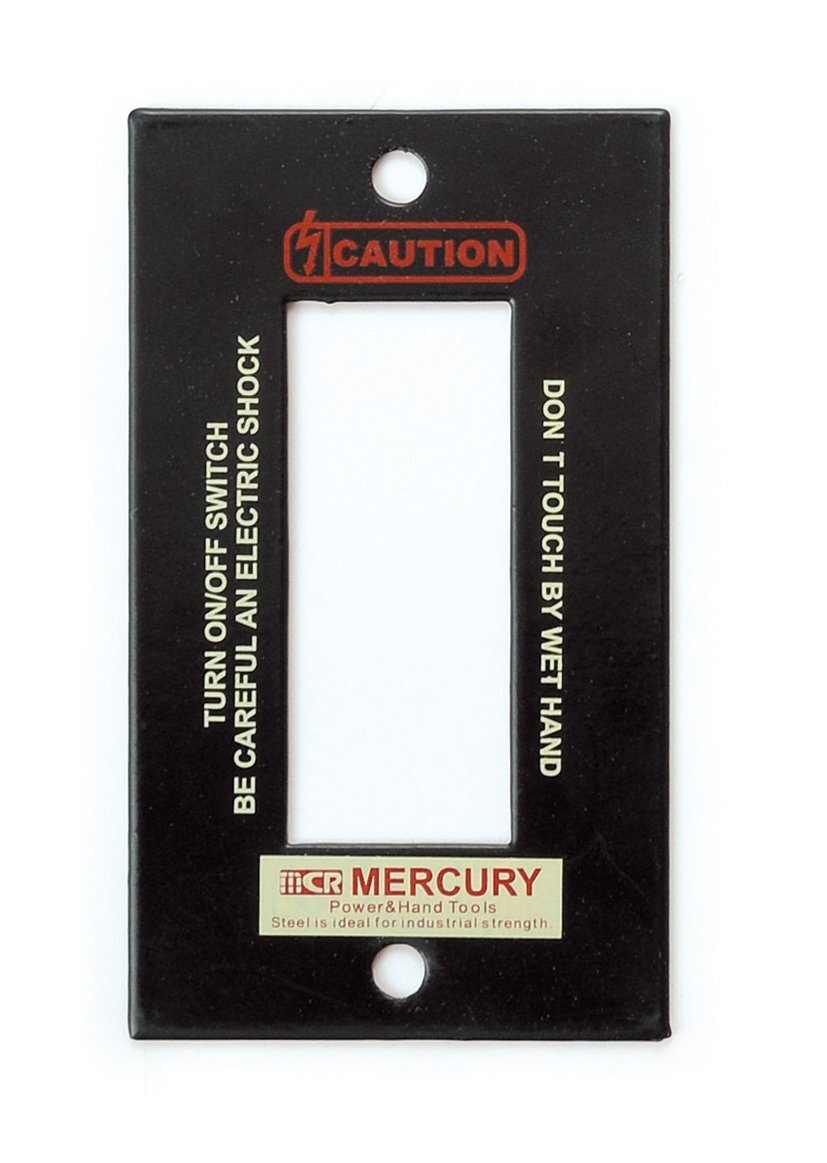 CAUTION
TURN ON/OFF SWITCH
BE CAREFUL AN ELECTRIC SHOCK
DON'T TOUCH BY WET HAND
MCR MERCURY
Power&Hand Tools
Steel is ideal for industrial strength.